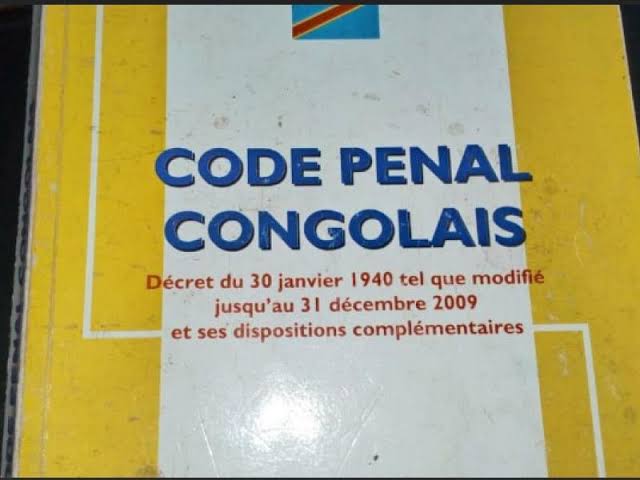 CODE PENAL
CONGOLAIS
Décret du 30 janvier 1940 tel que modifié
jusqu'au 31 décembre 2009
et ses dispositions complémentaires